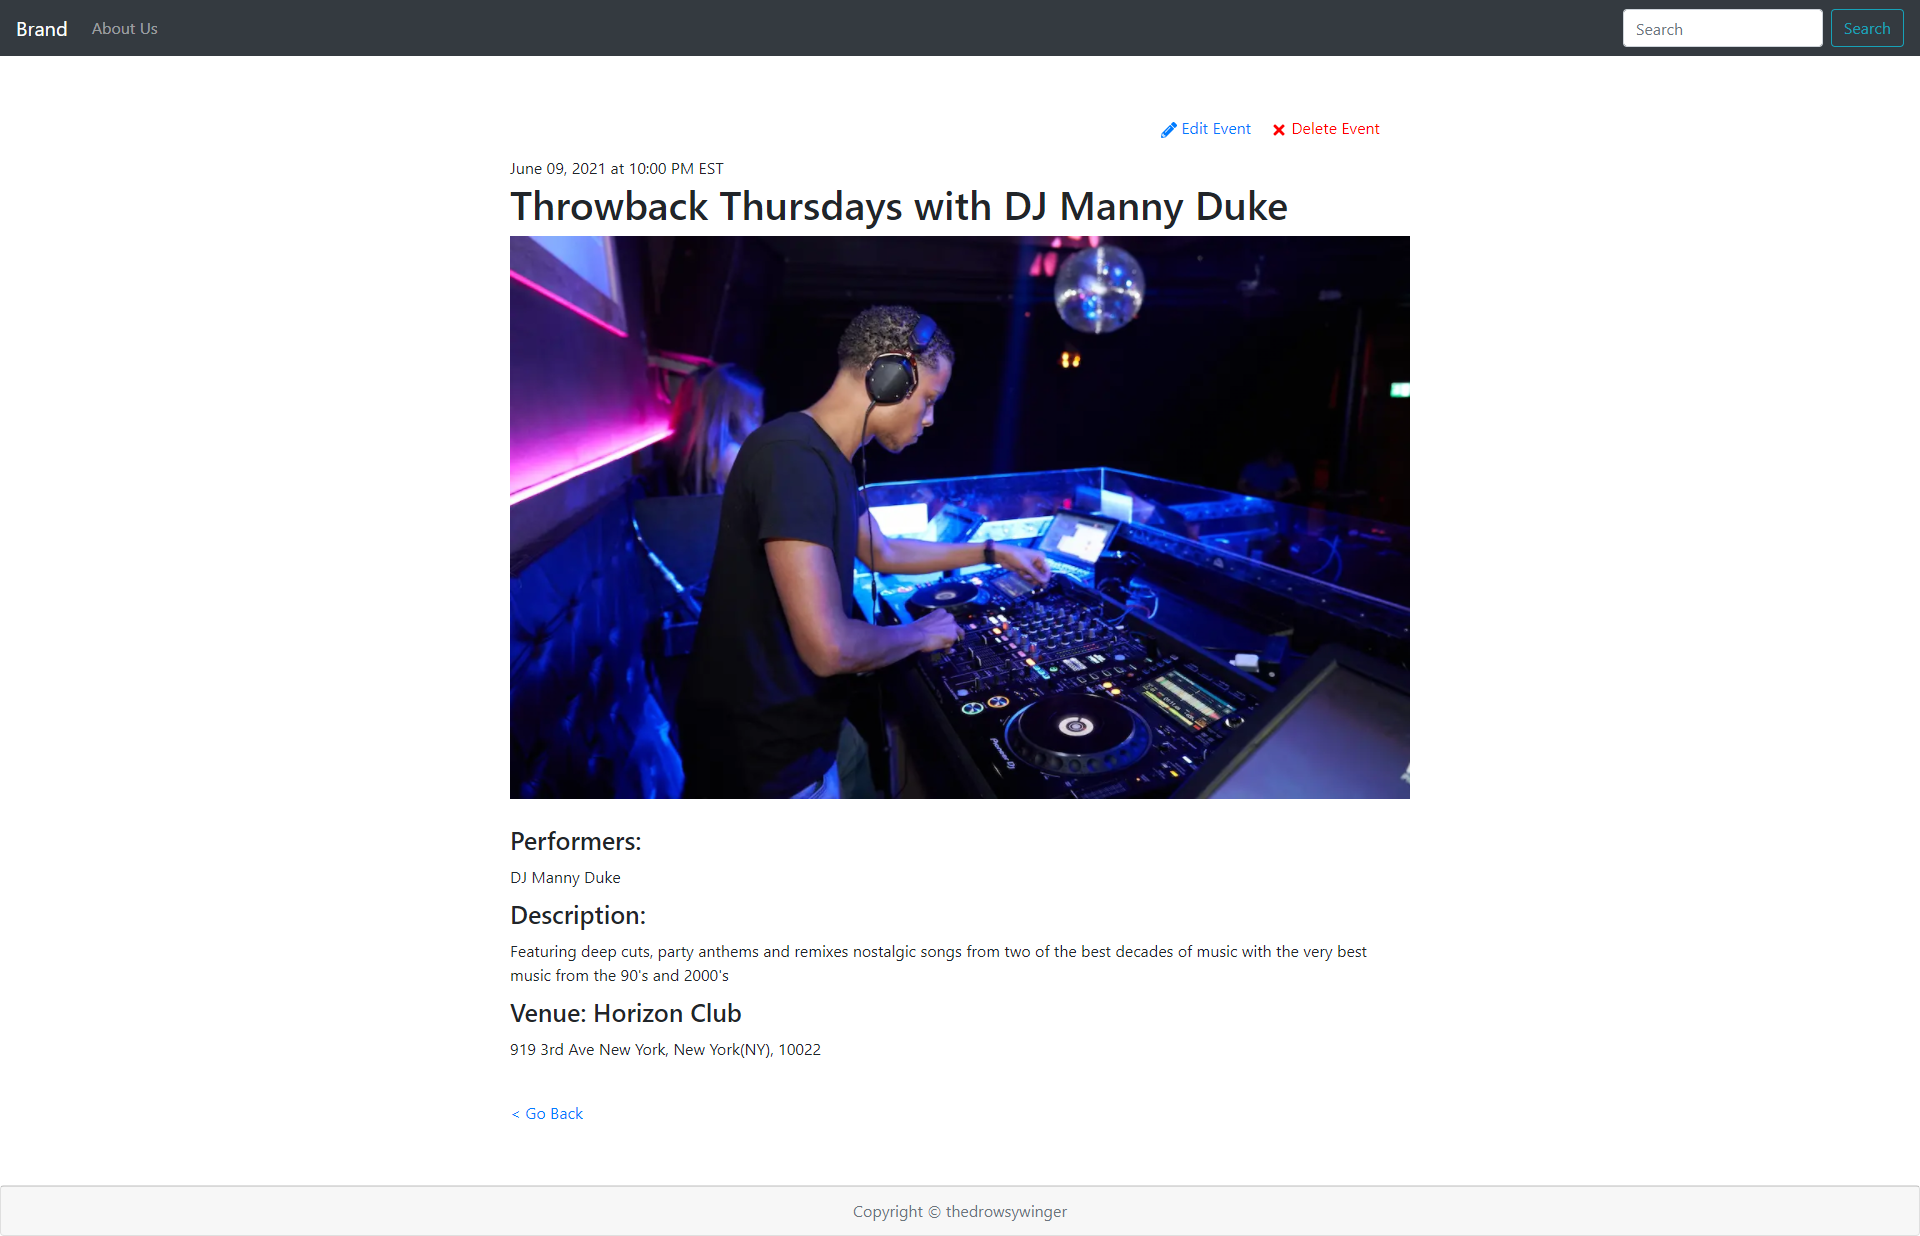 Brand About Us Search Search
Edit Event Delete Event
June 09, 2021 at 10:00 PM EST
Throwback Thursdays with DJ Manny Duke
Pioneer DJ
Performers:
DJ Manny Duke
Description:
Featuring deep cuts, party anthems and remixes nostalgic songs from two of the best decades of music with the very best
music from the 90's and 2000's
Venue: Horizon Club
919 3rd Ave New York, New York(NY), 10022
< Go Back
Copyright © thedrowsywinger